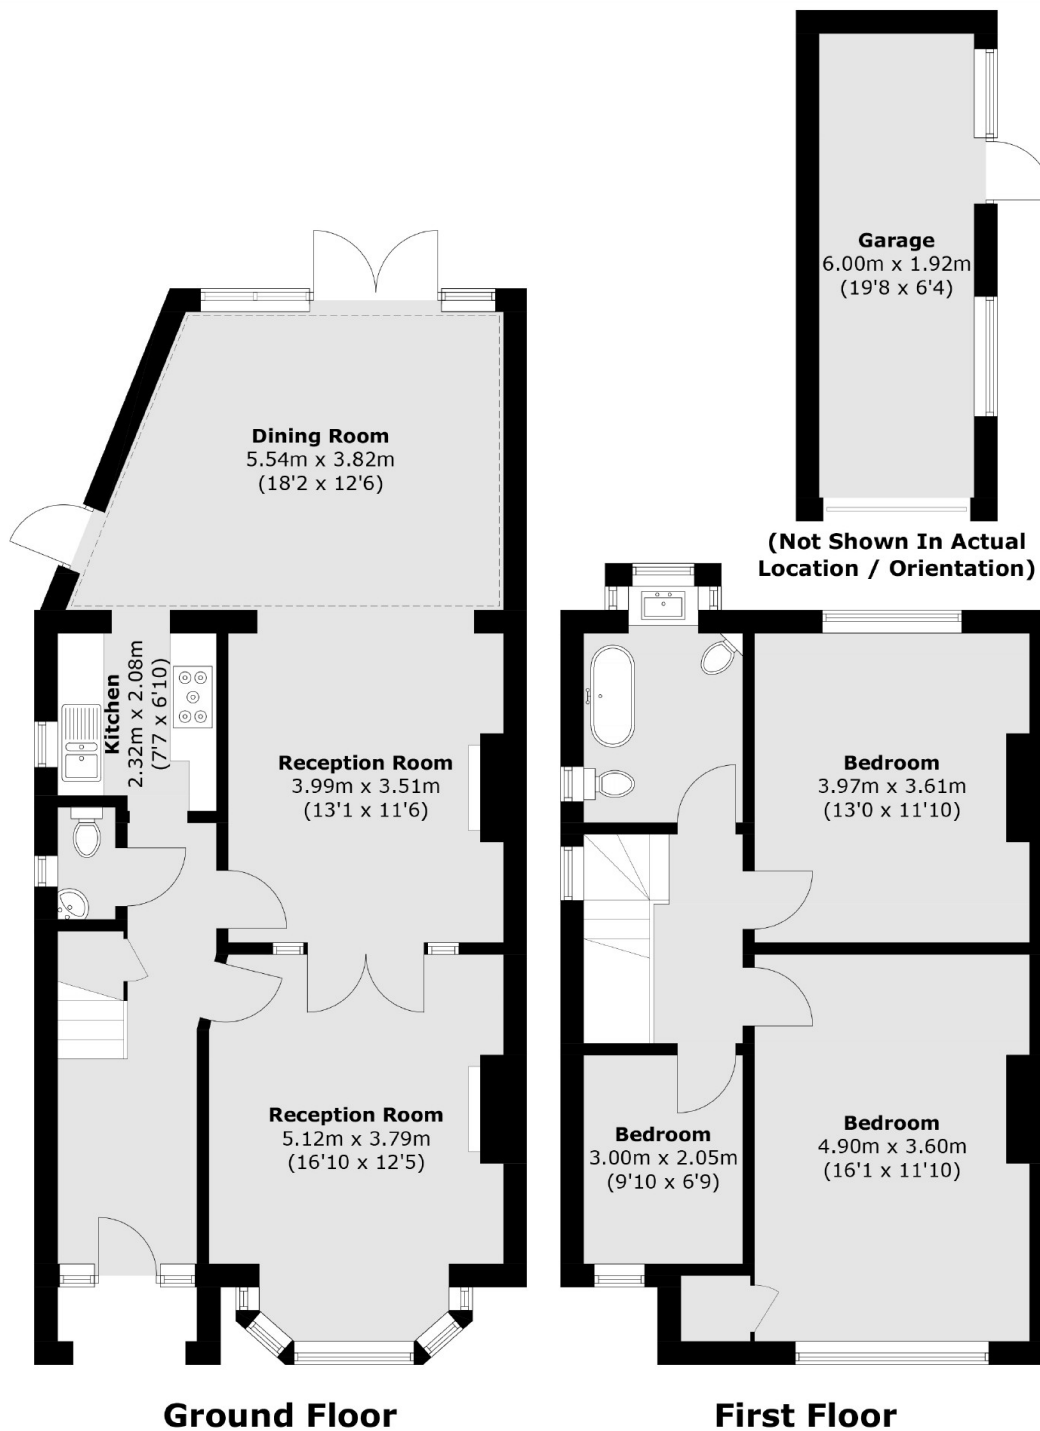 Garage
6.00m x 1.92m
(19'8 x 6'4)
(Not Shown In Actual
Location / Orientation)
Dining Room
5.54m x 3.82m
(18'2 x 12'6)
Kitchen
2.32m x 2.08m
(7'7 x 6'10)
Reception Room
3.99m x 3.51m
(13'1 x 11'6)
Reception Room
5.12m x 3.79m
(16'10 x 12'5)
Ground Floor
Bedroom
3.97m x 3.61m
(13'0 x 11'10)
Bedroom
3.00m x 2.05m
(9'10 x 6'9)
Bedroom
4.90m x 3.60m
(16'1 x 11'10)
First Floor